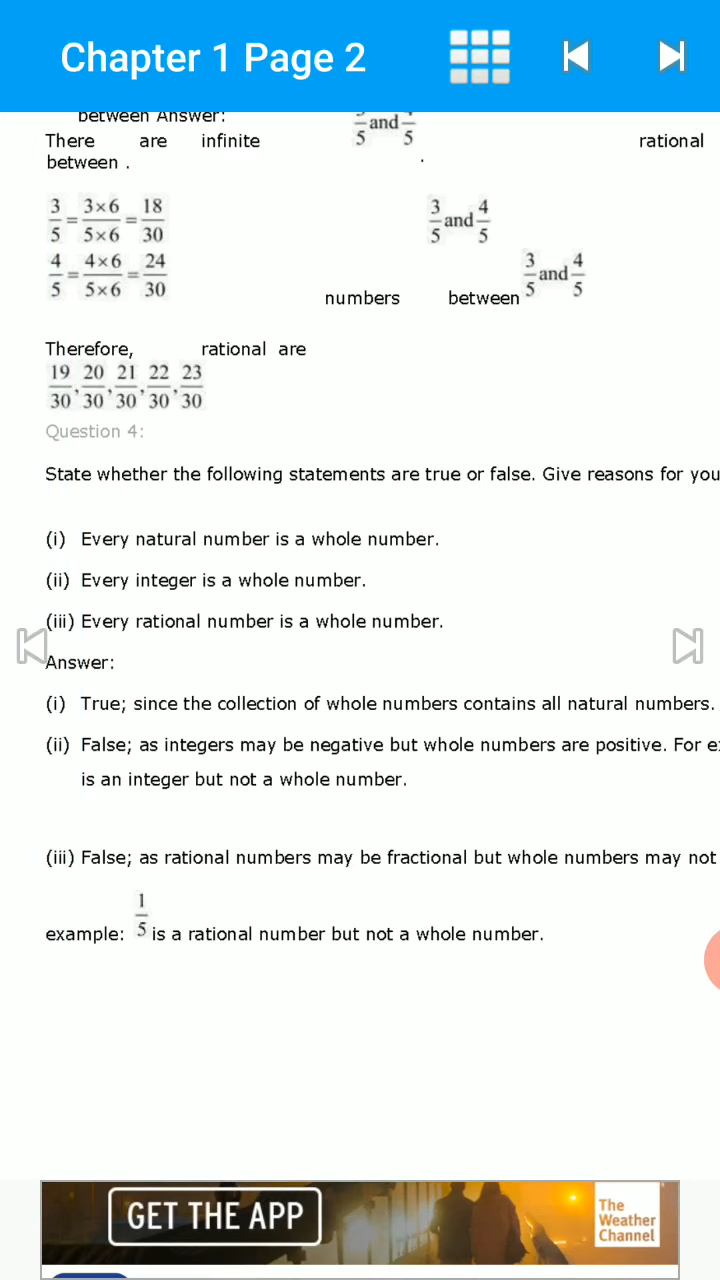 Chapter 1 Page 2
between Answer:
There are infinite 3/5 and 4/5 rational
between .
.
3/5 = 3×6/5×6 = 18/30
3/5 and 4/5
4/5 = 4×6/5×6 = 24/30
numbers between 3/5 and 4/5
Therefore, rational are
19/30, 20/30, 21/30, 22/30, 23/30
Question 4:
State whether the following statements are true or false. Give reasons for you
(i) Every natural number is a whole number.
(ii) Every integer is a whole number.
(iii) Every rational number is a whole number.
Answer:
(i) True; since the collection of whole numbers contains all natural numbers.
(ii) False; as integers may be negative but whole numbers are positive. For
is an integer but not a whole number.
(iii) False; as rational numbers may be fractional but whole numbers may not
example: 1/5 is a rational number but not a whole number.
GET THE APP
The
Weather
Channel